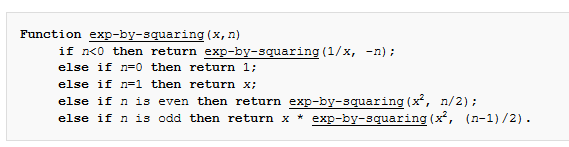 Function exp-by-squaring(x,n)
if n<0 then return exp-by-squaring(1/x, -n);
else if n=0 then return 1;
else if n=1 then return x;
else if n is even then return exp-by-squaring(x², n/2);
else if n is odd then return x * exp-by-squaring(x², (n-1)/2).